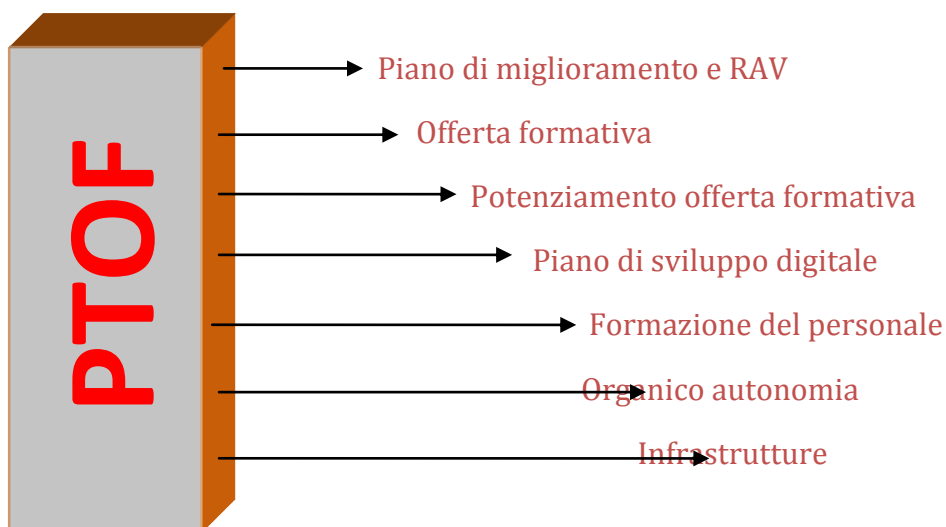 PTOF
Piano di miglioramento e RAV
Offerta formativa
Potenziamento offerta formativa
Piano di sviluppo digitale
Formazione del personale
Organico autonomia
Infrastrutture